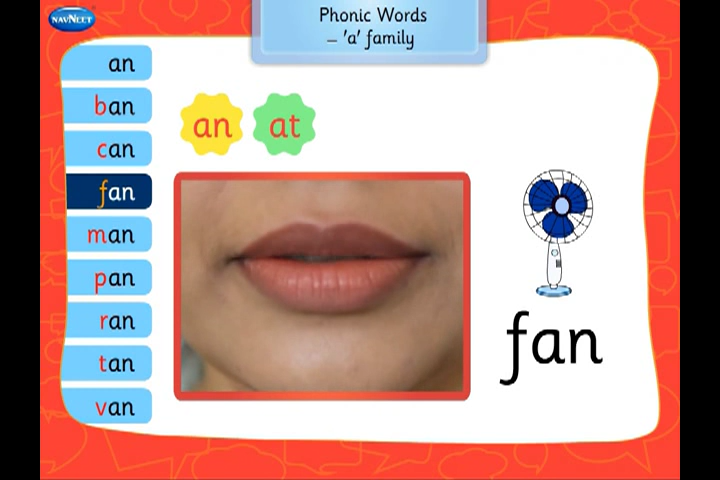 NAVNEET
Phonic Words
– 'a' family
an
ban
can
fan
man
pan
ran
tan
van
an at
fan